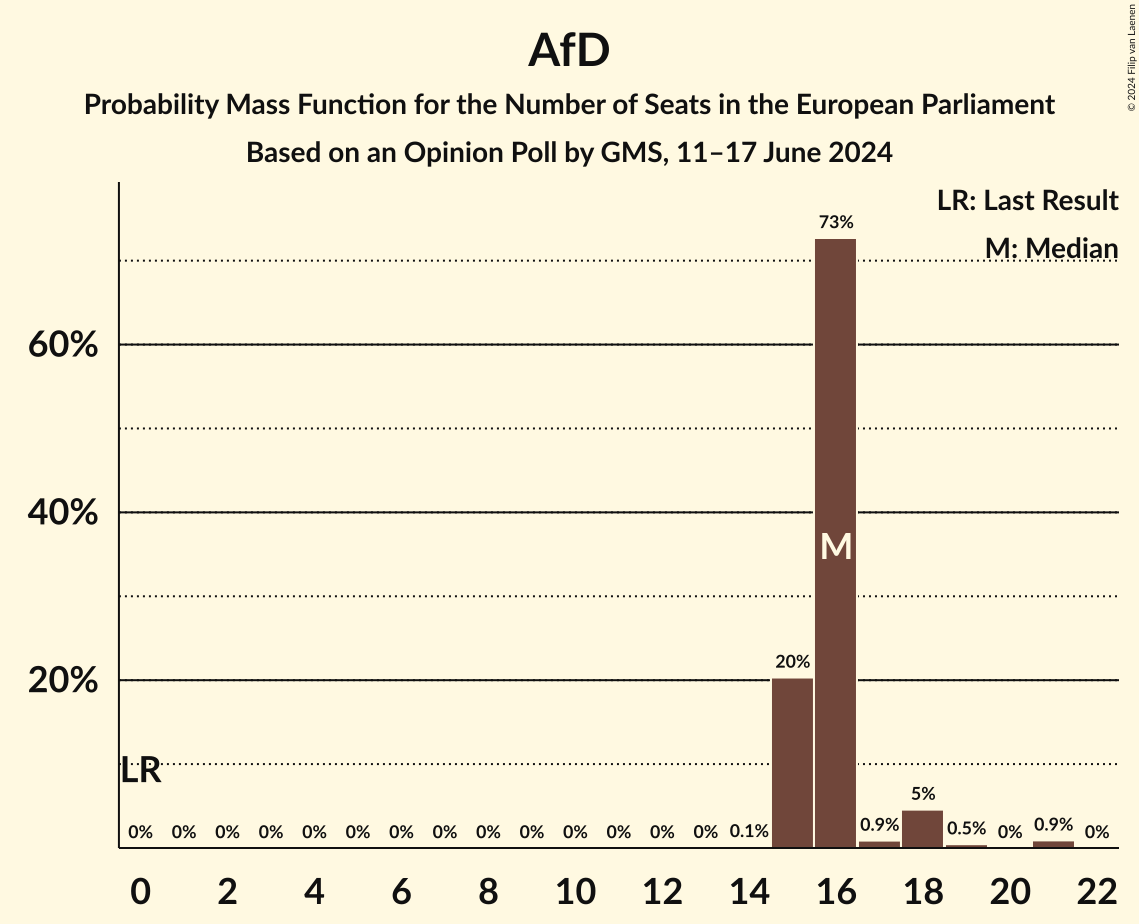 AfD
Probability Mass Function for the Number of Seats in the European Parliament
Based on an Opinion Poll by GMS, 11–17 June 2024
© 2024 Filip van Laenen
LR: Last Result
M: Median
73%
60%
40%
M
20%
20%
LR
5%
0% 0% 0% 0% 0% 0% 0% 0% 0% 0% 0% 0% 0% 0% 0.1% 0.9% 0.5% 0% 0.9% 0%
0 2 4 6 8 10 12 14 16 18 20 22